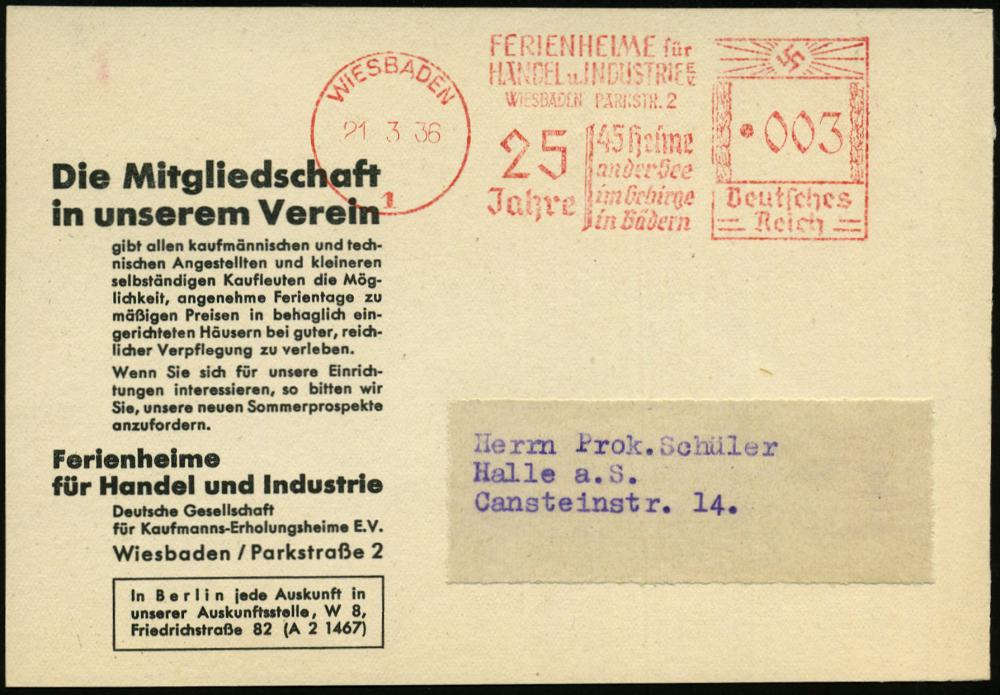 WIESBADEN
21 3 36
1
FERIENHEIME für
HANDEL u. INDUSTRIE E.V.
WIESBADEN PARKSTR. 2
25
Jahre
45 Heime
an der See
im Gebirge
in Bädern
003
Deutsches
Reich
Die Mitgliedschaft
in unserem Verein
gibt allen kaufmännischen und tech-
nischen Angestellten und kleineren
selbständigen Kaufleuten die Mög-
lichkeit, angenehme Ferientage zu
mäßigen Preisen in behaglich ein-
gerichteten Häusern bei guter, reich-
licher Verpflegung zu verleben.
Wenn Sie sich für unsere Einrich-
tungen interessieren, so bitten wir
Sie, unsere neuen Sommerprospekte
anzufordern.
Ferienheime
für Handel und Industrie
Deutsche Gesellschaft
für Kaufmanns-Erholungsheime E.V.
Wiesbaden / Parkstraße 2
In Berlin jede Auskunft in
unserer Auskunftsstelle, W 8,
Friedrichstraße 82 (A 2 1467)
Herrn Prok.Schüler
Halle a.S.
Cansteinstr. 14.